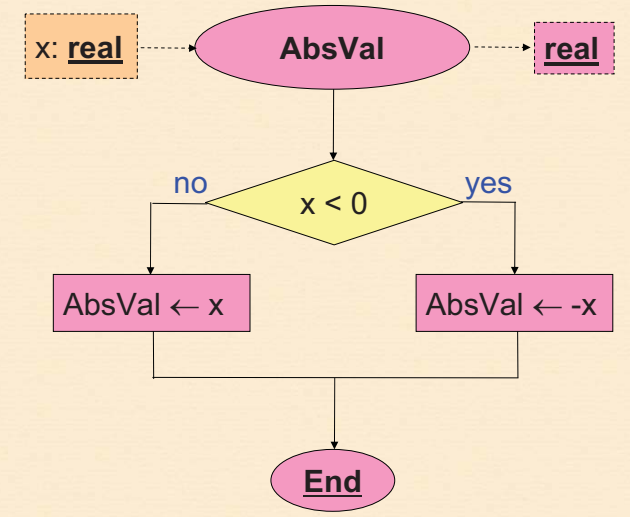 x: real
AbsVal
real
no
yes
x < 0
AbsVal ← x
AbsVal ← -x
End